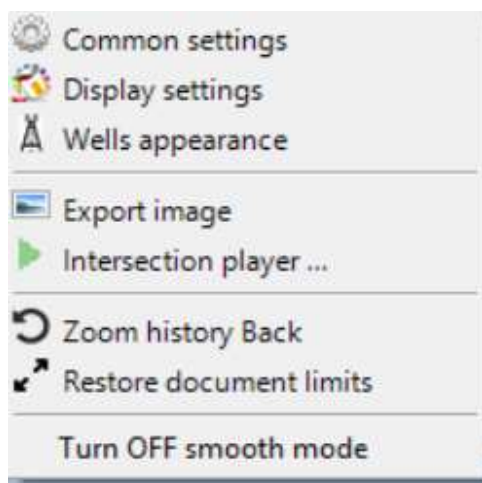 Common settings
Display settings
Wells appearance
Export image
Intersection player ...
Zoom history Back
Restore document limits
Turn OFF smooth mode